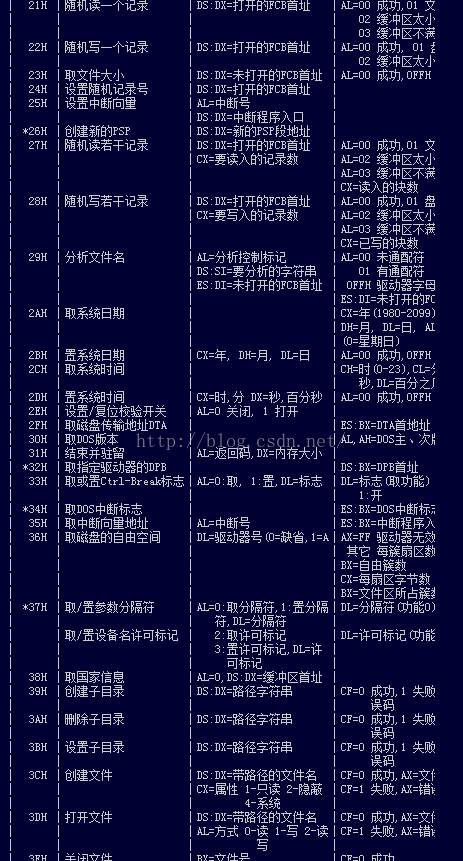 21H 随机读一个记录 DS:DX=打开的FCB首址 AL=00 成功,01 文
02 缓冲区太小
03 缓冲区不满
22H 随机写一个记录 DS:DX=打开的FCB首址 AL=00 成功, 01 盘
02 缓冲区太小
23H 取文件大小 DS:DX=未打开的FCB首址 AL=00 成功,0FFH
24H 设置随机记录号 DS:DX=打开的FCB首址
25H 设置中断向量 AL=中断号
DS:DX=中断程序入口
*26H 创建新的PSP DS:DX=新的PSP段地址
27H 随机读若干记录 DS:DX=打开的FCB首址 AL=00 成功,01 文
CX=要读入的记录数 AL=02 缓冲区太小
AL=03 缓冲区不满
CX=读入的块数
28H 随机写若干记录 DS:DX=打开的FCB首址 AL=00 成功,01 盘
CX=要写入的记录数 AL=02 缓冲区太小
AL=03 缓冲区不满
CX=已写的块数
29H 分析文件名 AL=分析控制标记 AL=00 未通配符
DS:SI=要分析的字符串 01 有通配符
ES:DI=未打开的FCB首址 0FFH 驱动器字母
ES:DI=未打开的FC
2AH 取系统日期 CX=年(1980-2099)
DH=月, DL=日, AL
(0=星期日)
2BH 置系统日期 CX=年, DH=月, DL=日 AL=00 成功,0FFH
2CH 取系统时间 CH=时(0-23),CL=分
秒,DL=百分之几
2DH 置系统时间 CX=时,分 DX=秒,百分秒 AL=00 成功,0FFH
2EH 设置/复位校验开关 AL=0 关闭, 1 打开
2FH 取磁盘传输地址DTA ES:BX=DTA首地址
30H 取DOS版本 AL,AH=DOS主、次版
http://blog.csdn.net/
31H 结束并驻留 AL=返回码,DX=内存大小
*32H 取指定驱动器的DPB DS:BX=DPB首址
33H 取或置Ctrl-Break标志 AL=0:取, 1:置,DL=标志 DL=标志(取功能)
1:开
*34H 取DOS中断标志 ES:BX=DOS中断标志
35H 取中断向量地址 AL=中断号 ES:BX=中断程序入
36H 取磁盘的自由空间 DL=驱动器号(0=缺省,1=A AX=FF 驱动器无效
其它 每簇扇区数
BX=自由簇数
CX=每扇区字节数
BX=文件区所占簇数
*37H 取/置参数分隔符 AL=0:取分隔符,1:置分隔 DL=分隔符(功能0)
符,DL=分隔符
取/置设备名许可标记 2:取许可标记 DL=许可标记(功能
3:置许可标记,DL=许
可标记
38H 取国家信息 AL=0,DS:DX=缓冲区首址
39H 创建子目录 DS:DX=路径字符串 CF=0 成功,1 失败
误码
3AH 删除子目录 DS:DX=路径字符串 CF=0 成功,1 失败
误码
3BH 设置子目录 DS:DX=路径字符串 CF=0 成功,1 失败
误码
3CH 创建文件 DS:DX=带路径的文件名 CF=0 成功,AX=文件
CX=属性 1-只读 2-隐蔽 CF=1 失败,AX=错误
4-系统
3DH 打开文件 DS:DX=带路径的文件名 CF=0 成功,AX=文件
AL=方式 0-读 1-写 2-读 CF=1 失败,AX=错误
写
3EH 关闭文件 BX=文件号 CF=0 成功